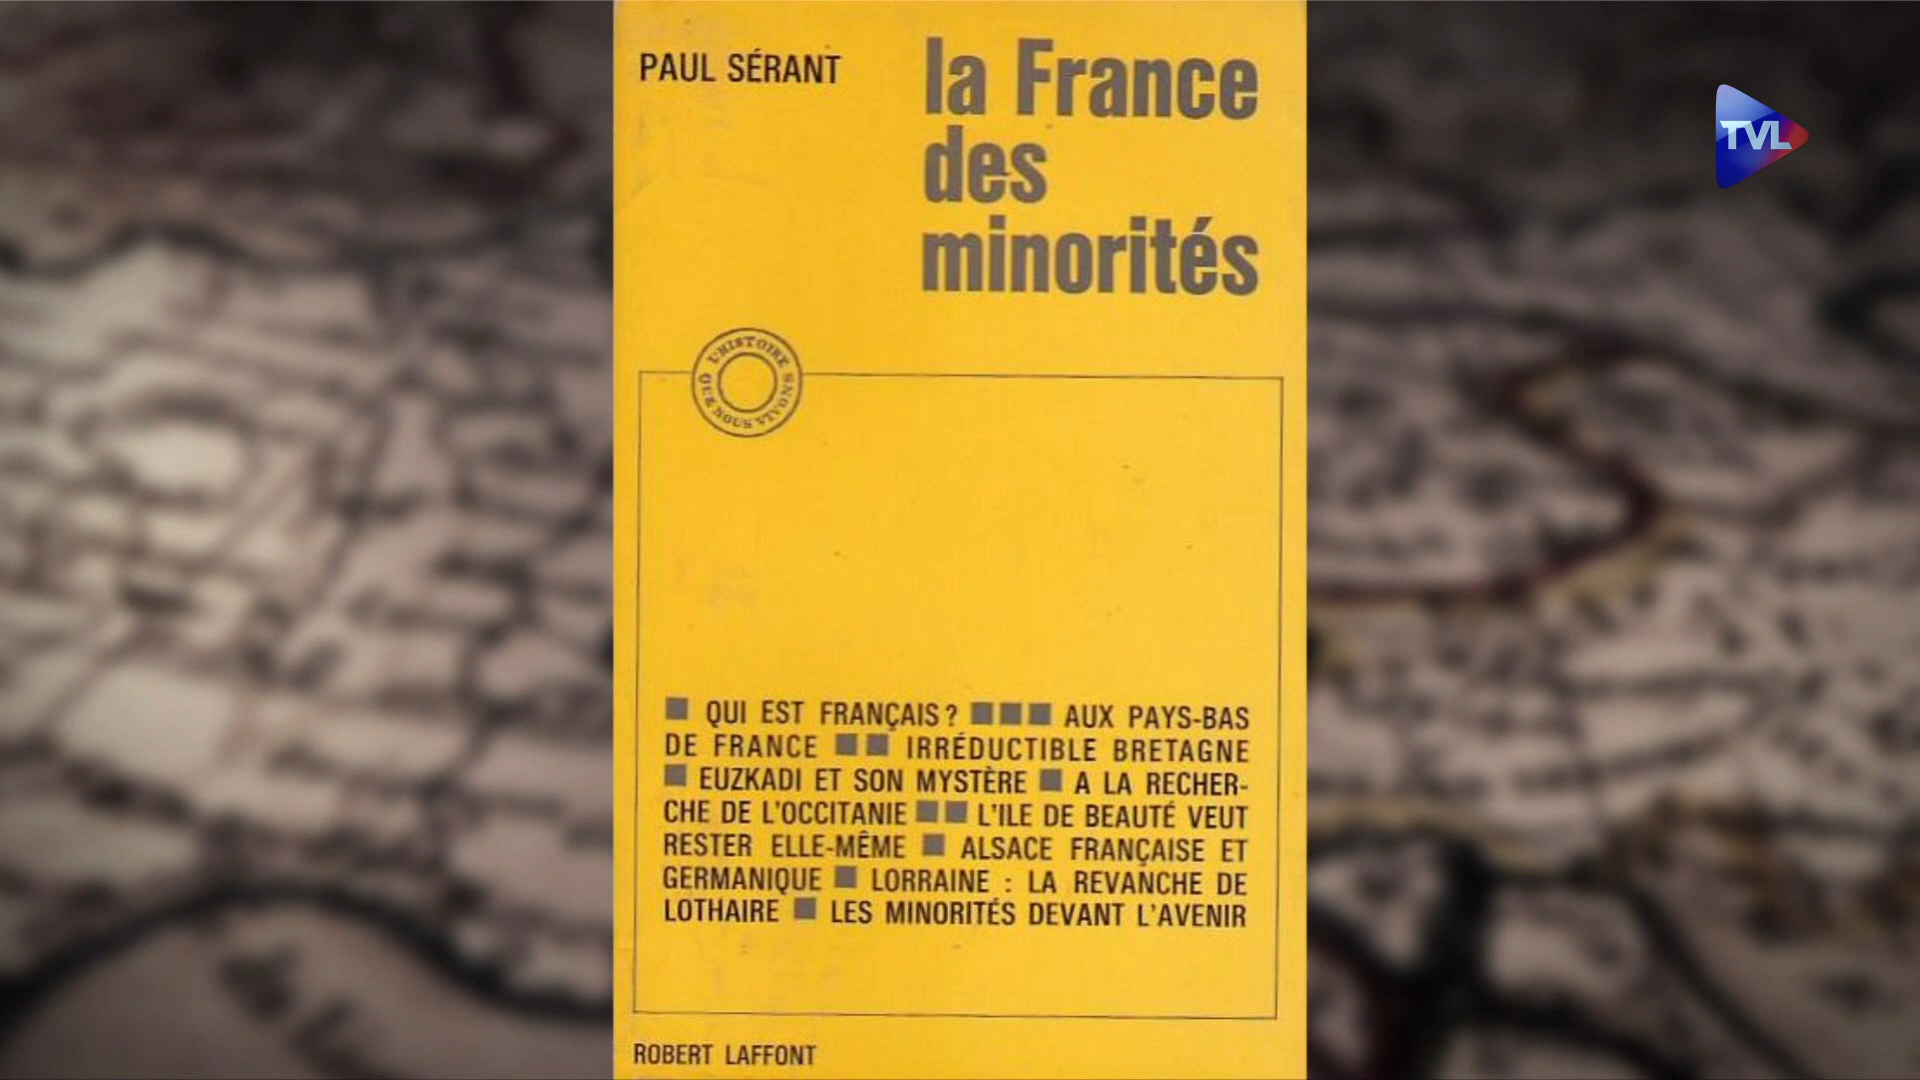 PAUL SÉRANT
la France
des
minorités
TVL
L'HISTOIRE QUE NOUS VIVONS
■ QUI EST FRANÇAIS ? ■■■ AUX PAYS-BAS
DE FRANCE ■■ IRRÉDUCTIBLE BRETAGNE
■ EUZKADI ET SON MYSTÈRE ■ A LA RECHER-
CHE DE L'OCCITANIE ■■ L'ILE DE BEAUTÉ VEUT
RESTER ELLE-MÊME ■ ALSACE FRANÇAISE ET
GERMANIQUE ■ LORRAINE : LA REVANCHE DE
LOTHAIRE ■ LES MINORITÉS DEVANT L'AVENIR
ROBERT LAFFONT